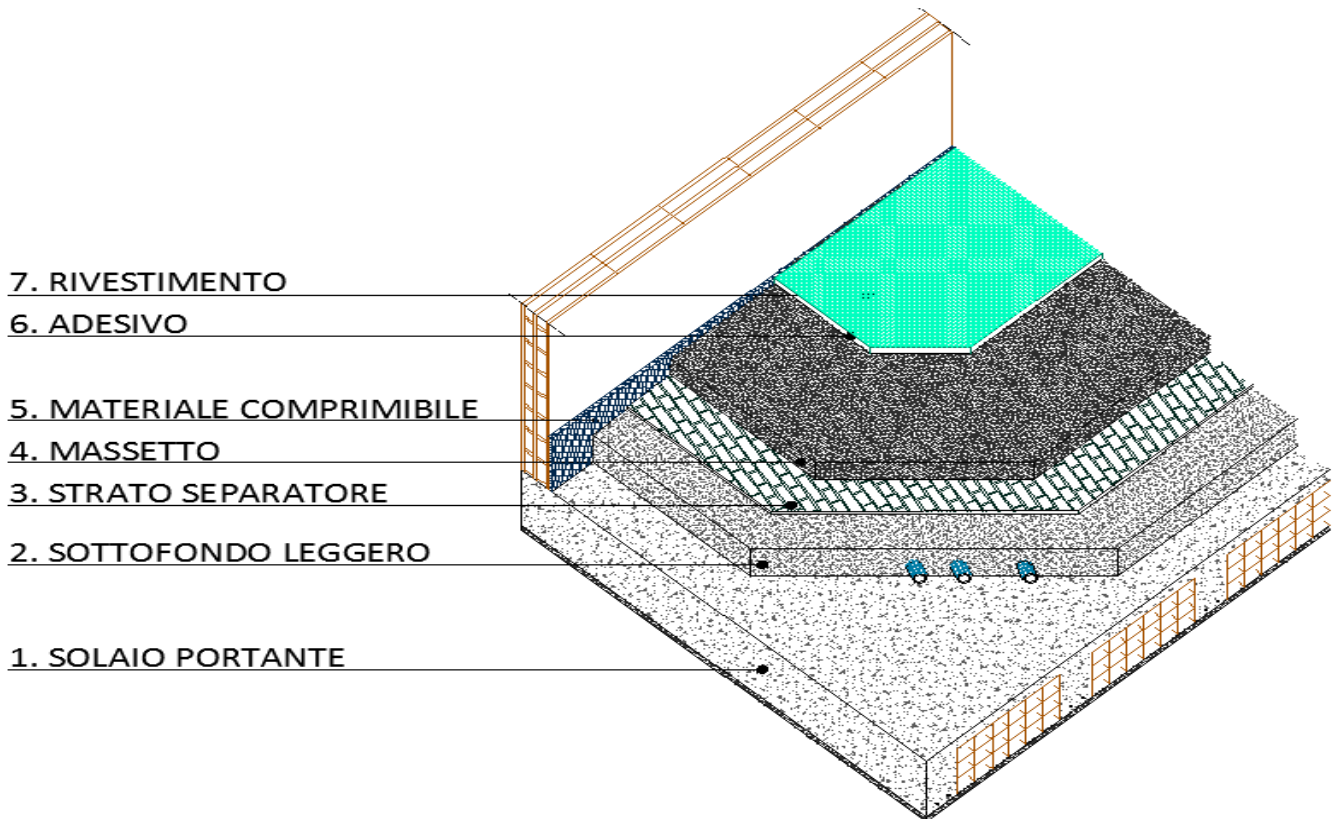 7. RIVESTIMENTO
6. ADESIVO
5. MATERIALE COMPRIMIBILE
4. MASSETTO
3. STRATO SEPARATORE
2. SOTTOFONDO LEGGERO
1. SOLAIO PORTANTE